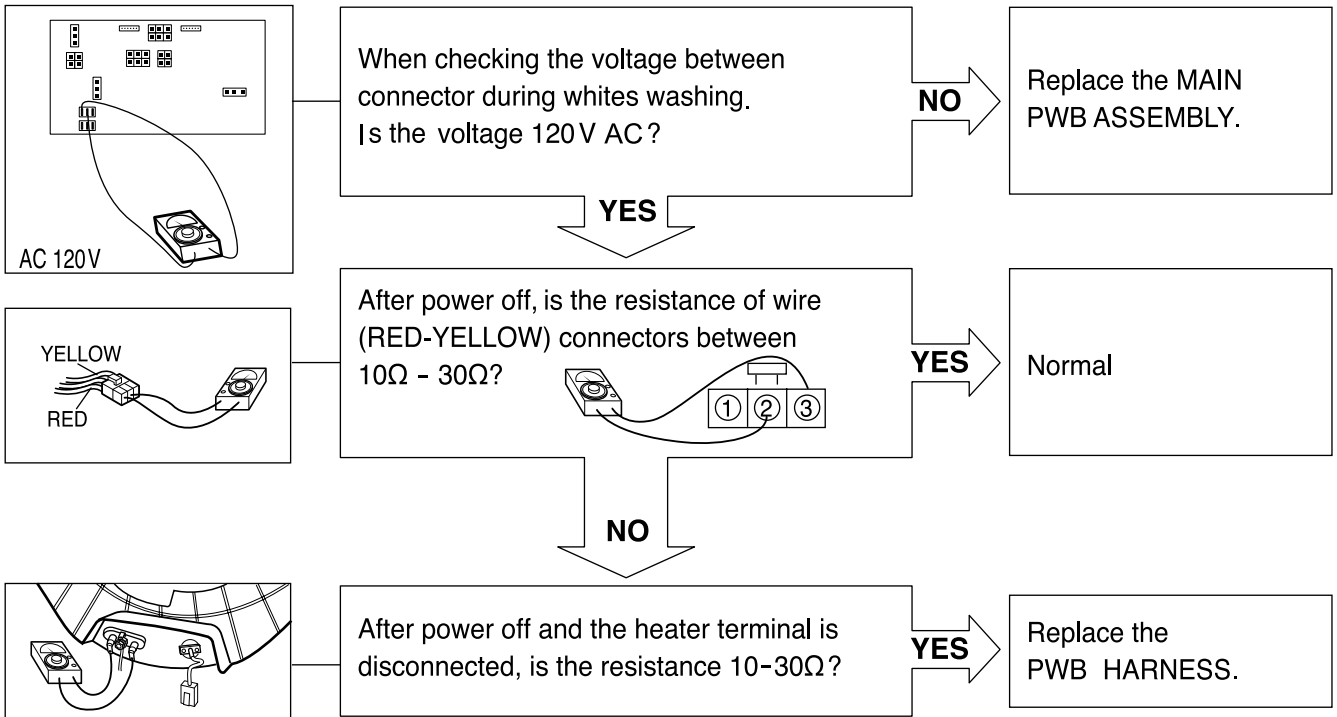 AC 120V
When checking the voltage between
connector during whites washing.
Is the voltage 120V AC?
NO
Replace the MAIN
PWB ASSEMBLY.
YES
YELLOW
RED
After power off, is the resistance of wire
(RED-YELLOW) connectors between
10Ω - 30Ω?
① ② ③
YES
Normal
NO
After power off and the heater terminal is
disconnected, is the resistance 10-30Ω?
YES
Replace the
PWB HARNESS.